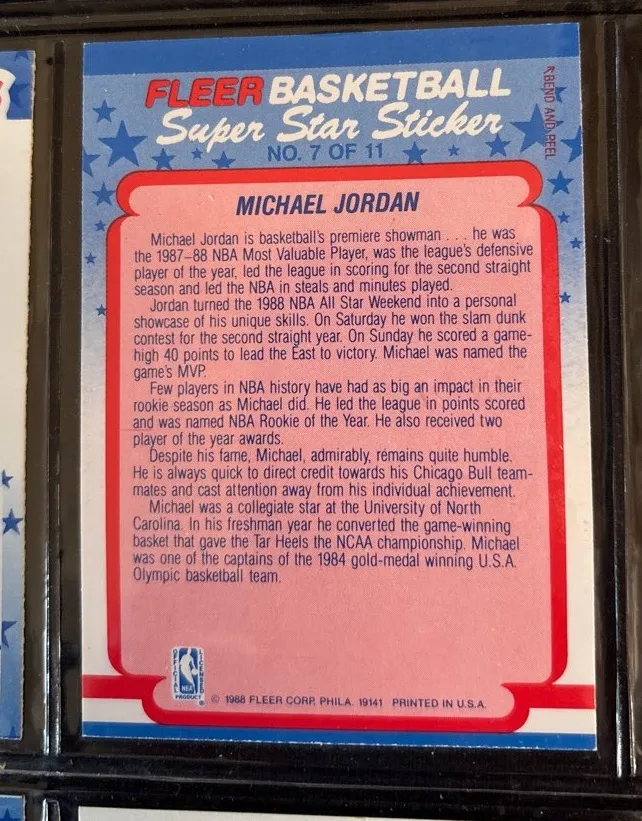 FLEER BASKETBALL
Super Star Sticker
NO. 7 OF 11
BEND AND PEEL
MICHAEL JORDAN
Michael Jordan is basketball's premiere showman . . . he was
the 1987–88 NBA Most Valuable Player, was the league's defensive
player of the year, led the league in scoring for the second straight
season and led the NBA in steals and minutes played.
Jordan turned the 1988 NBA All Star Weekend into a personal
showcase of his unique skills. On Saturday he won the slam dunk
contest for the second straight year. On Sunday he scored a game-
high 40 points to lead the East to victory. Michael was named the
game's MVP.
Few players in NBA history have had as big an impact in their
rookie season as Michael did. He led the league in points scored
and was named NBA Rookie of the Year. He also received two
player of the year awards.
Despite his fame, Michael, admirably, remains quite humble.
He is always quick to direct credit towards his Chicago Bull team-
mates and cast attention away from his individual achievement.
Michael was a collegiate star at the University of North
Carolina. In his freshman year he converted the game-winning
basket that gave the Tar Heels the NCAA championship. Michael
was one of the captains of the 1984 gold-medal winning U.S.A.
Olympic basketball team.
OFFICIAL LICENSED
NBA
PRODUCT ®
© 1988 FLEER CORP. PHILA. 19141 PRINTED IN U.S.A.